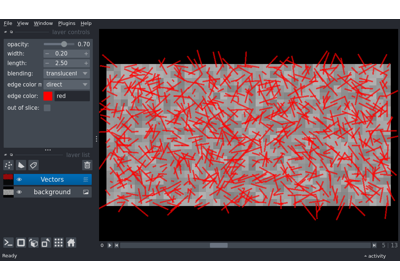 File View Window Plugins Help
layer controls
opacity: 0.70
width: 0.20
length: 2.50
blending: translucent
edge color m direct
edge color: red
out of slice:
layer list
Vectors
background
0 5 13
Ready activity